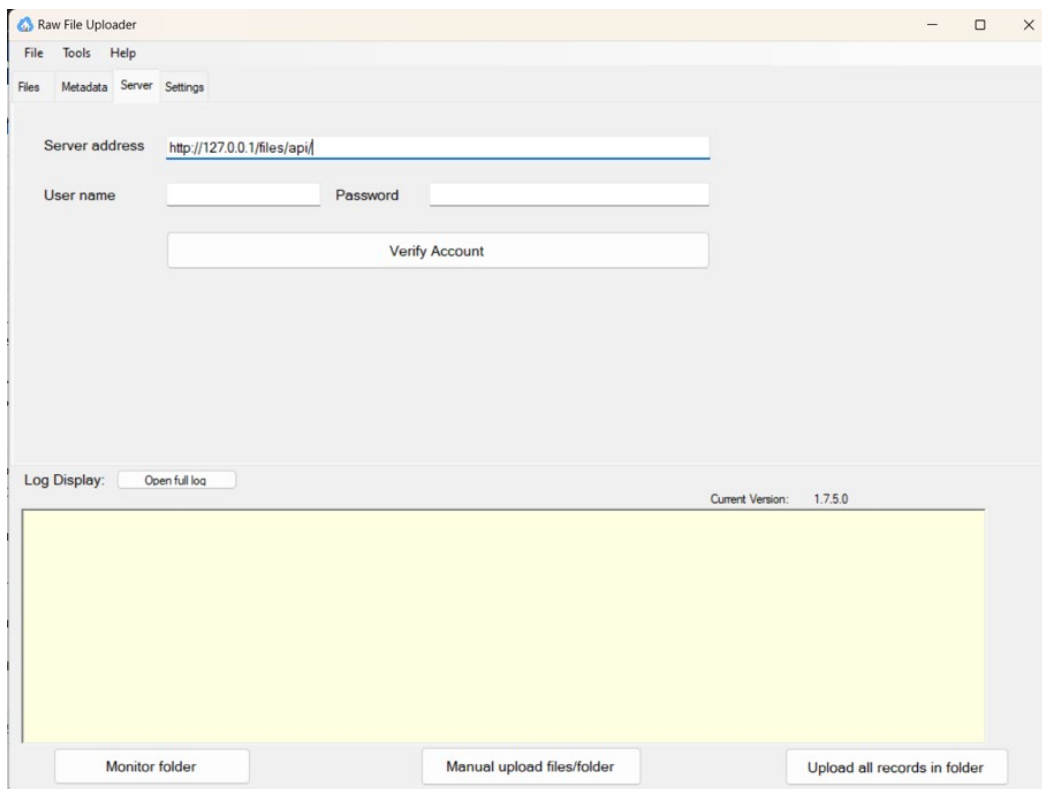 Raw File Uploader
File Tools Help
Files Metadata Server Settings
Server address http://127.0.0.1/files/api/
User name Password
Verify Account
Log Display: Open full log
Current Version: 1.7.5.0
Monitor folder Manual upload files/folder Upload all records in folder